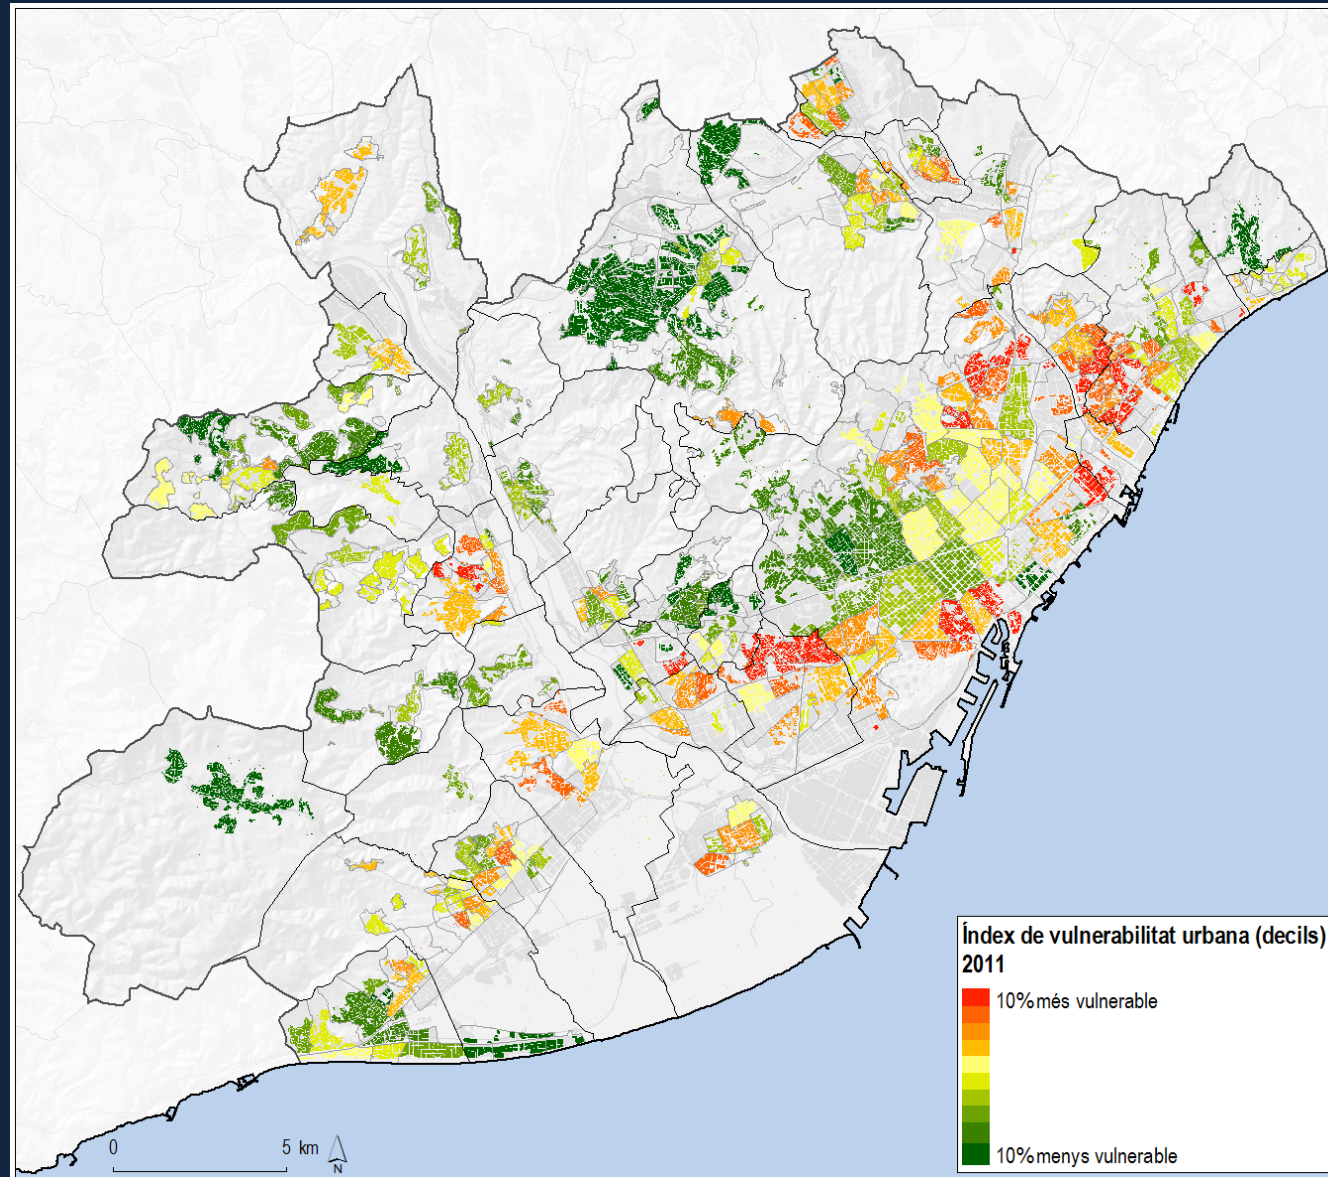 Índex de vulnerabilitat urbana (decils)
2011
10% més vulnerable
10% menys vulnerable
0 5 km
N